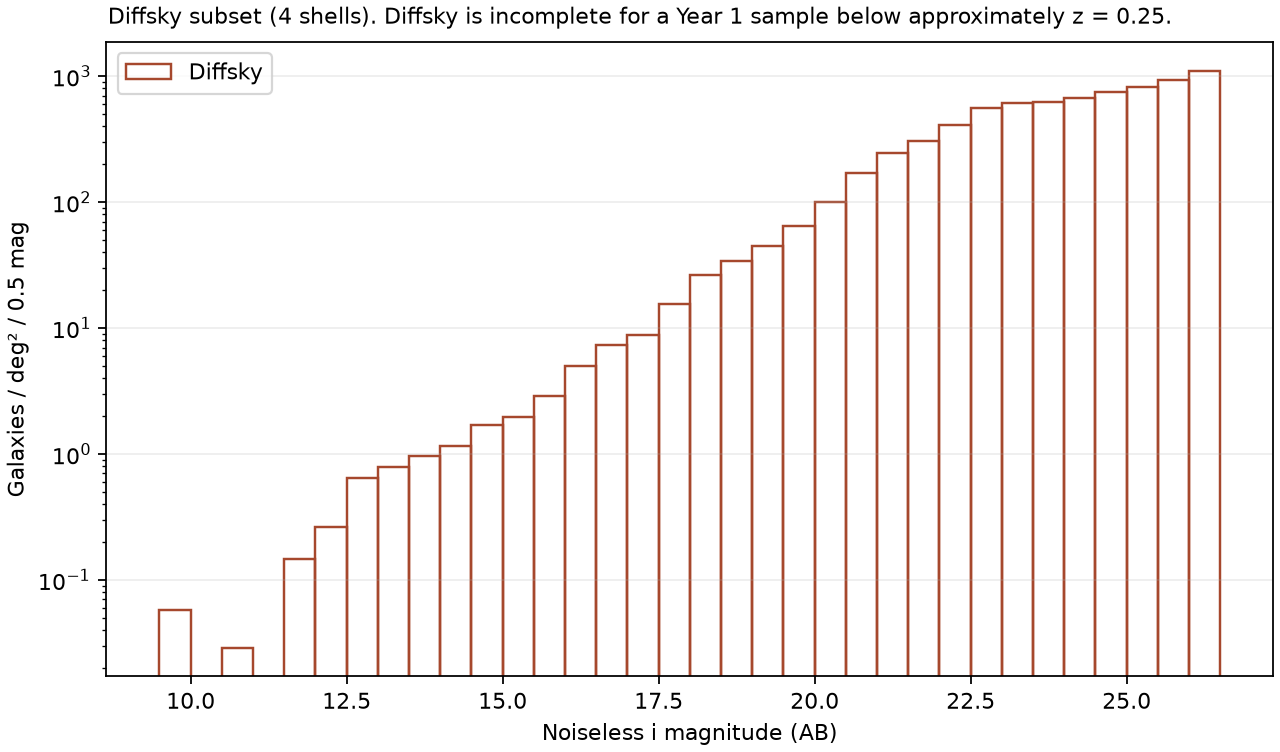 Diffsky subset (4 shells). Diffsky is incomplete for a Year 1 sample below approximately z = 0.25.
Diffsky
10³
10²
10¹
10⁰
10⁻¹
Galaxies / deg² / 0.5 mag
10.0 12.5 15.0 17.5 20.0 22.5 25.0
Noiseless i magnitude (AB)